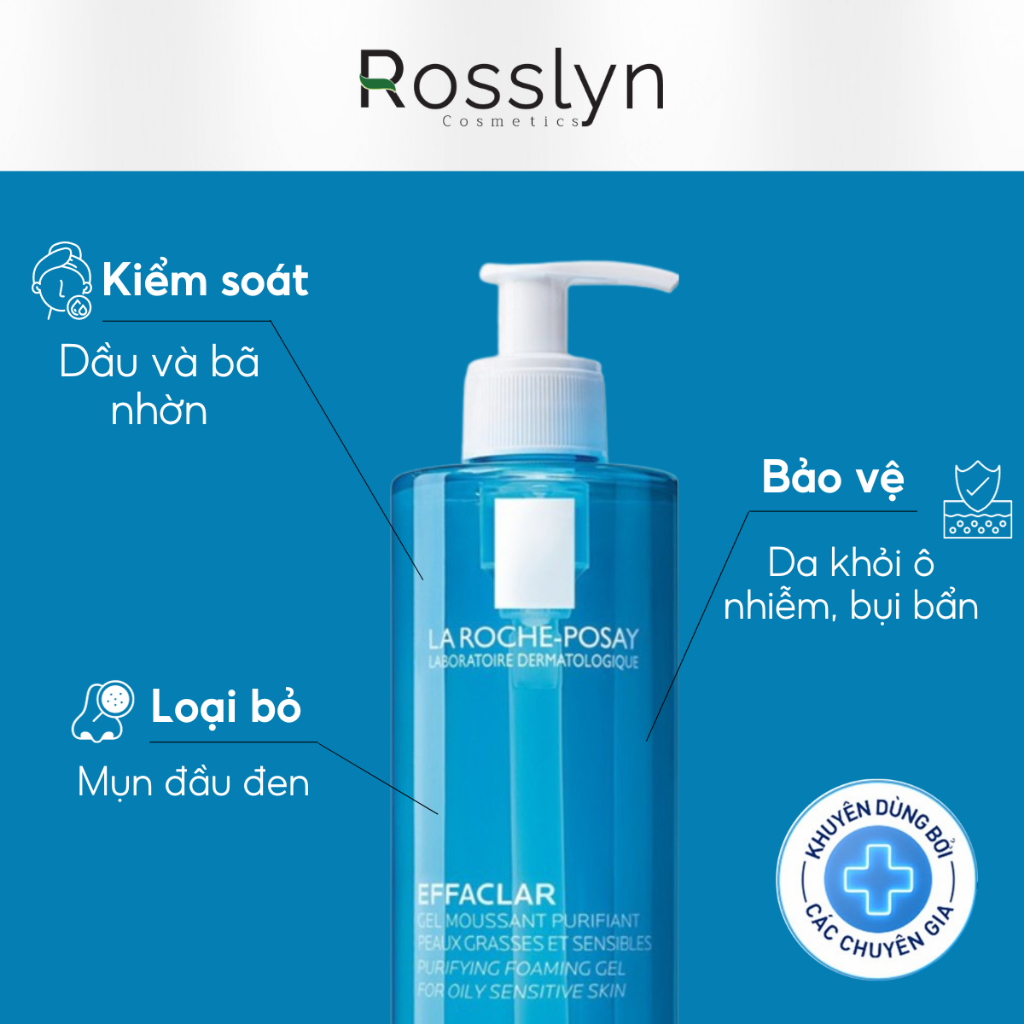 Rosslyn
Cosmetics
Kiểm soát
Dầu và bã
nhờn
Bảo vệ
Da khỏi ô
nhiễm, bụi bẩn
LA ROCHE-POSAY
LABORATOIRE DERMATOLOGIQUE
Loại bỏ
Mụn đầu đen
KHUYÊN DÙNG BỞI
CÁC CHUYÊN GIA
EFFACLAR
GEL MOUSSANT PURIFIANT
PEAUX GRASSES ET SENSIBLES
PURIFYING FOAMING GEL
FOR OILY SENSITIVE SKIN